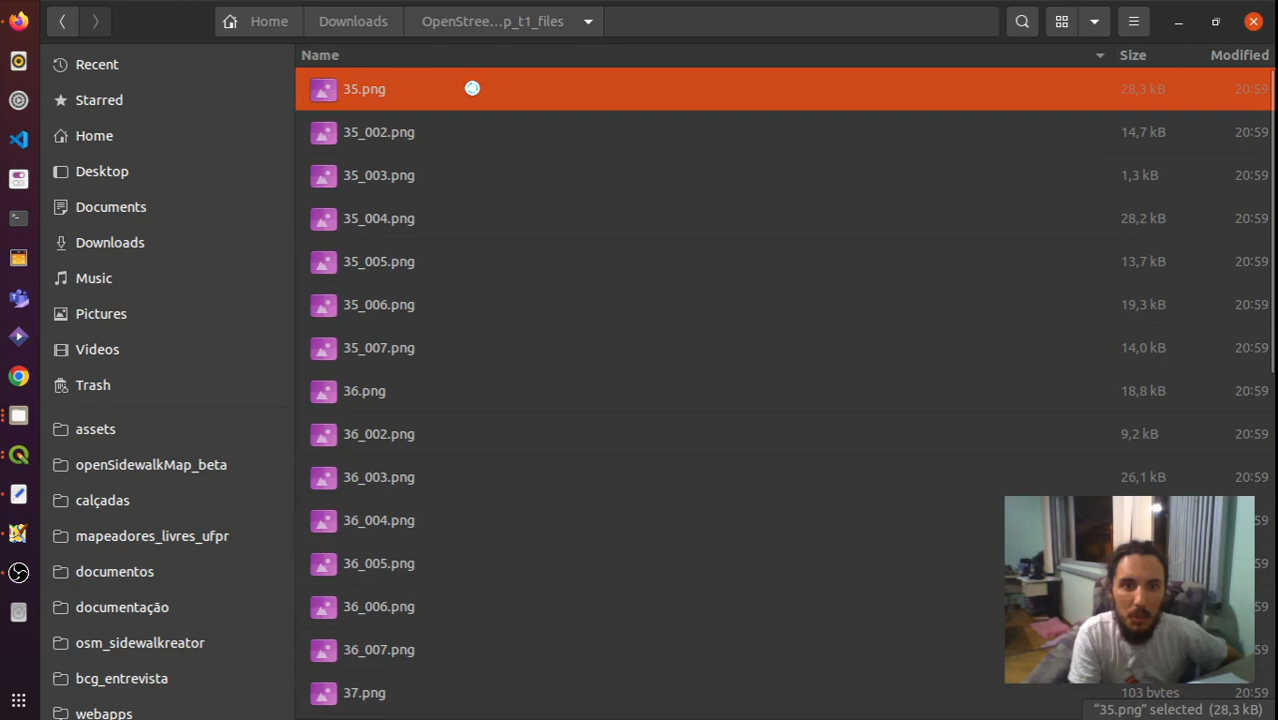 Home
Downloads
OpenStree...p_t1_files
Name
Size
Modified
Recent
Starred
Home
Desktop
Documents
Downloads
Music
Pictures
Videos
Trash
assets
openSidewalkMap_beta
calçadas
mapeadores_livres_ufpr
documentos
documentação
osm_sidewalkreator
bcg_entrevista
webapps
35.png 28,3 kB 20:59
35_002.png 14,7 kB 20:59
35_003.png 1,3 kB 20:59
35_004.png 28,2 kB 20:59
35_005.png 13,7 kB 20:59
35_006.png 19,3 kB 20:59
35_007.png 14,0 kB 20:59
36.png 18,8 kB 20:59
36_002.png 9,2 kB 20:59
36_003.png 26,1 kB 20:59
36_004.png
36_005.png
36_006.png
36_007.png
37.png 103 bytes 20:59
“35.png” selected (28,3 kB)